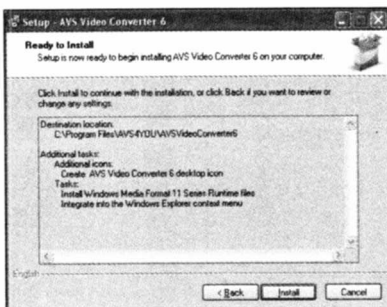 Setup - AVS Video Converter 6
Ready to Install
Setup is now ready to begin installing AVS Video Converter 6 on your computer.
Click Install to continue with the installation, or click Back if you want to review or
change any settings.
Destination location:
C:\Program Files\AVS4YOU\AVSVideoConverter6
Additional tasks:
Additional icons:
Create AVS Video Converter 6 desktop icon
Tasks:
Install Windows Media Format 11 Series Runtime files
Integrate into the Windows Explorer context menu
English
< Back
Install
Cancel